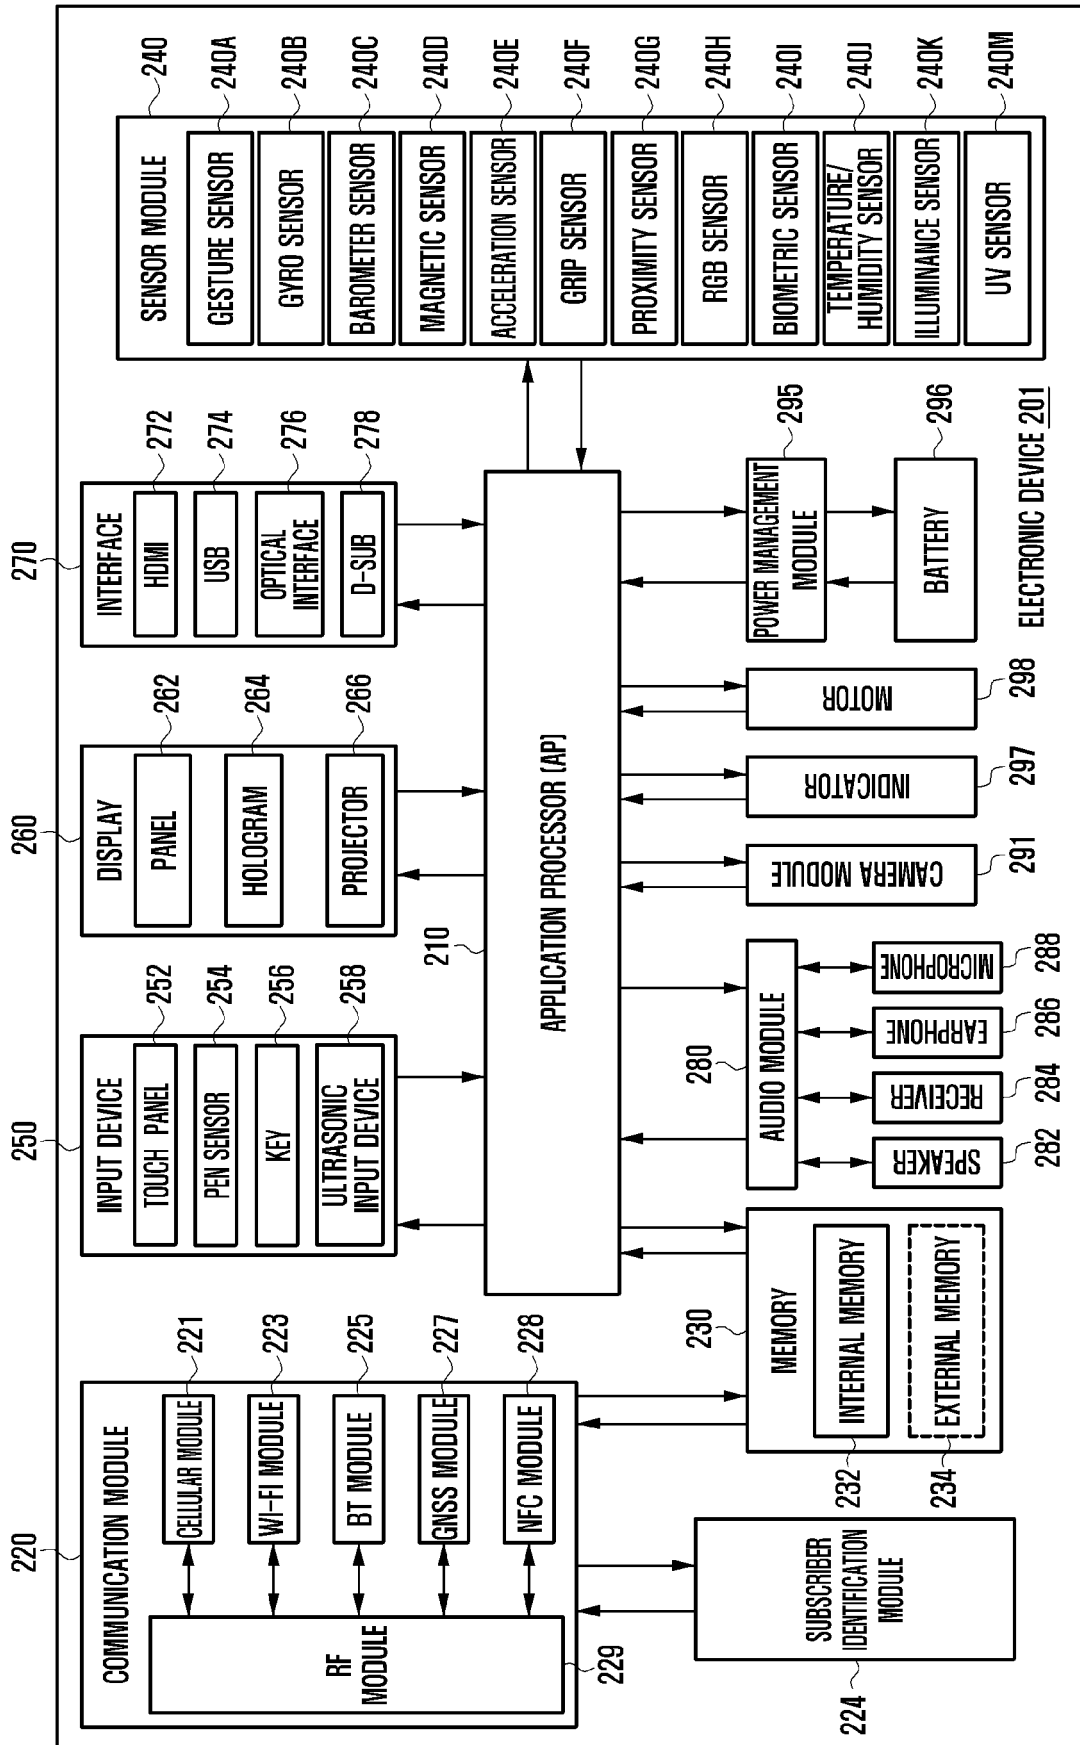 220
COMMUNICATION MODULE
CELLULAR MODULE
221
WI-FI MODULE
223
BT MODULE
225
GNSS MODULE
227
NFC MODULE
228
RF
MODULE
229
SUBSCRIBER
IDENTIFICATION
MODULE
224
250
INPUT DEVICE
TOUCH PANEL
252
PEN SENSOR
254
KEY
256
ULTRASONIC
INPUT DEVICE
258
260
DISPLAY
PANEL
262
HOLOGRAM
264
PROJECTOR
266
270
INTERFACE
HDMI
272
USB
274
OPTICAL
INTERFACE
276
D-SUB
278
SENSOR MODULE
240
GESTURE SENSOR
240A
GYRO SENSOR
240B
BAROMETER SENSOR
240C
MAGNETIC SENSOR
240D
ACCELERATION SENSOR
240E
GRIP SENSOR
240F
PROXIMITY SENSOR
240G
RGB SENSOR
240H
BIOMETRIC SENSOR
240I
TEMPERATURE/
HUMIDITY SENSOR
240J
ILLUMINANCE SENSOR
240K
UV SENSOR
240M
210
APPLICATION PROCESSOR (AP)
230
MEMORY
INTERNAL MEMORY
232
EXTERNAL MEMORY
234
280
AUDIO MODULE
SPEAKER
282
RECEIVER
284
EARPHONE
286
MICROPHONE
288
CAMERA MODULE
291
INDICATOR
297
MOTOR
298
POWER MANAGEMENT
MODULE
295
BATTERY
296
ELECTRONIC DEVICE 201